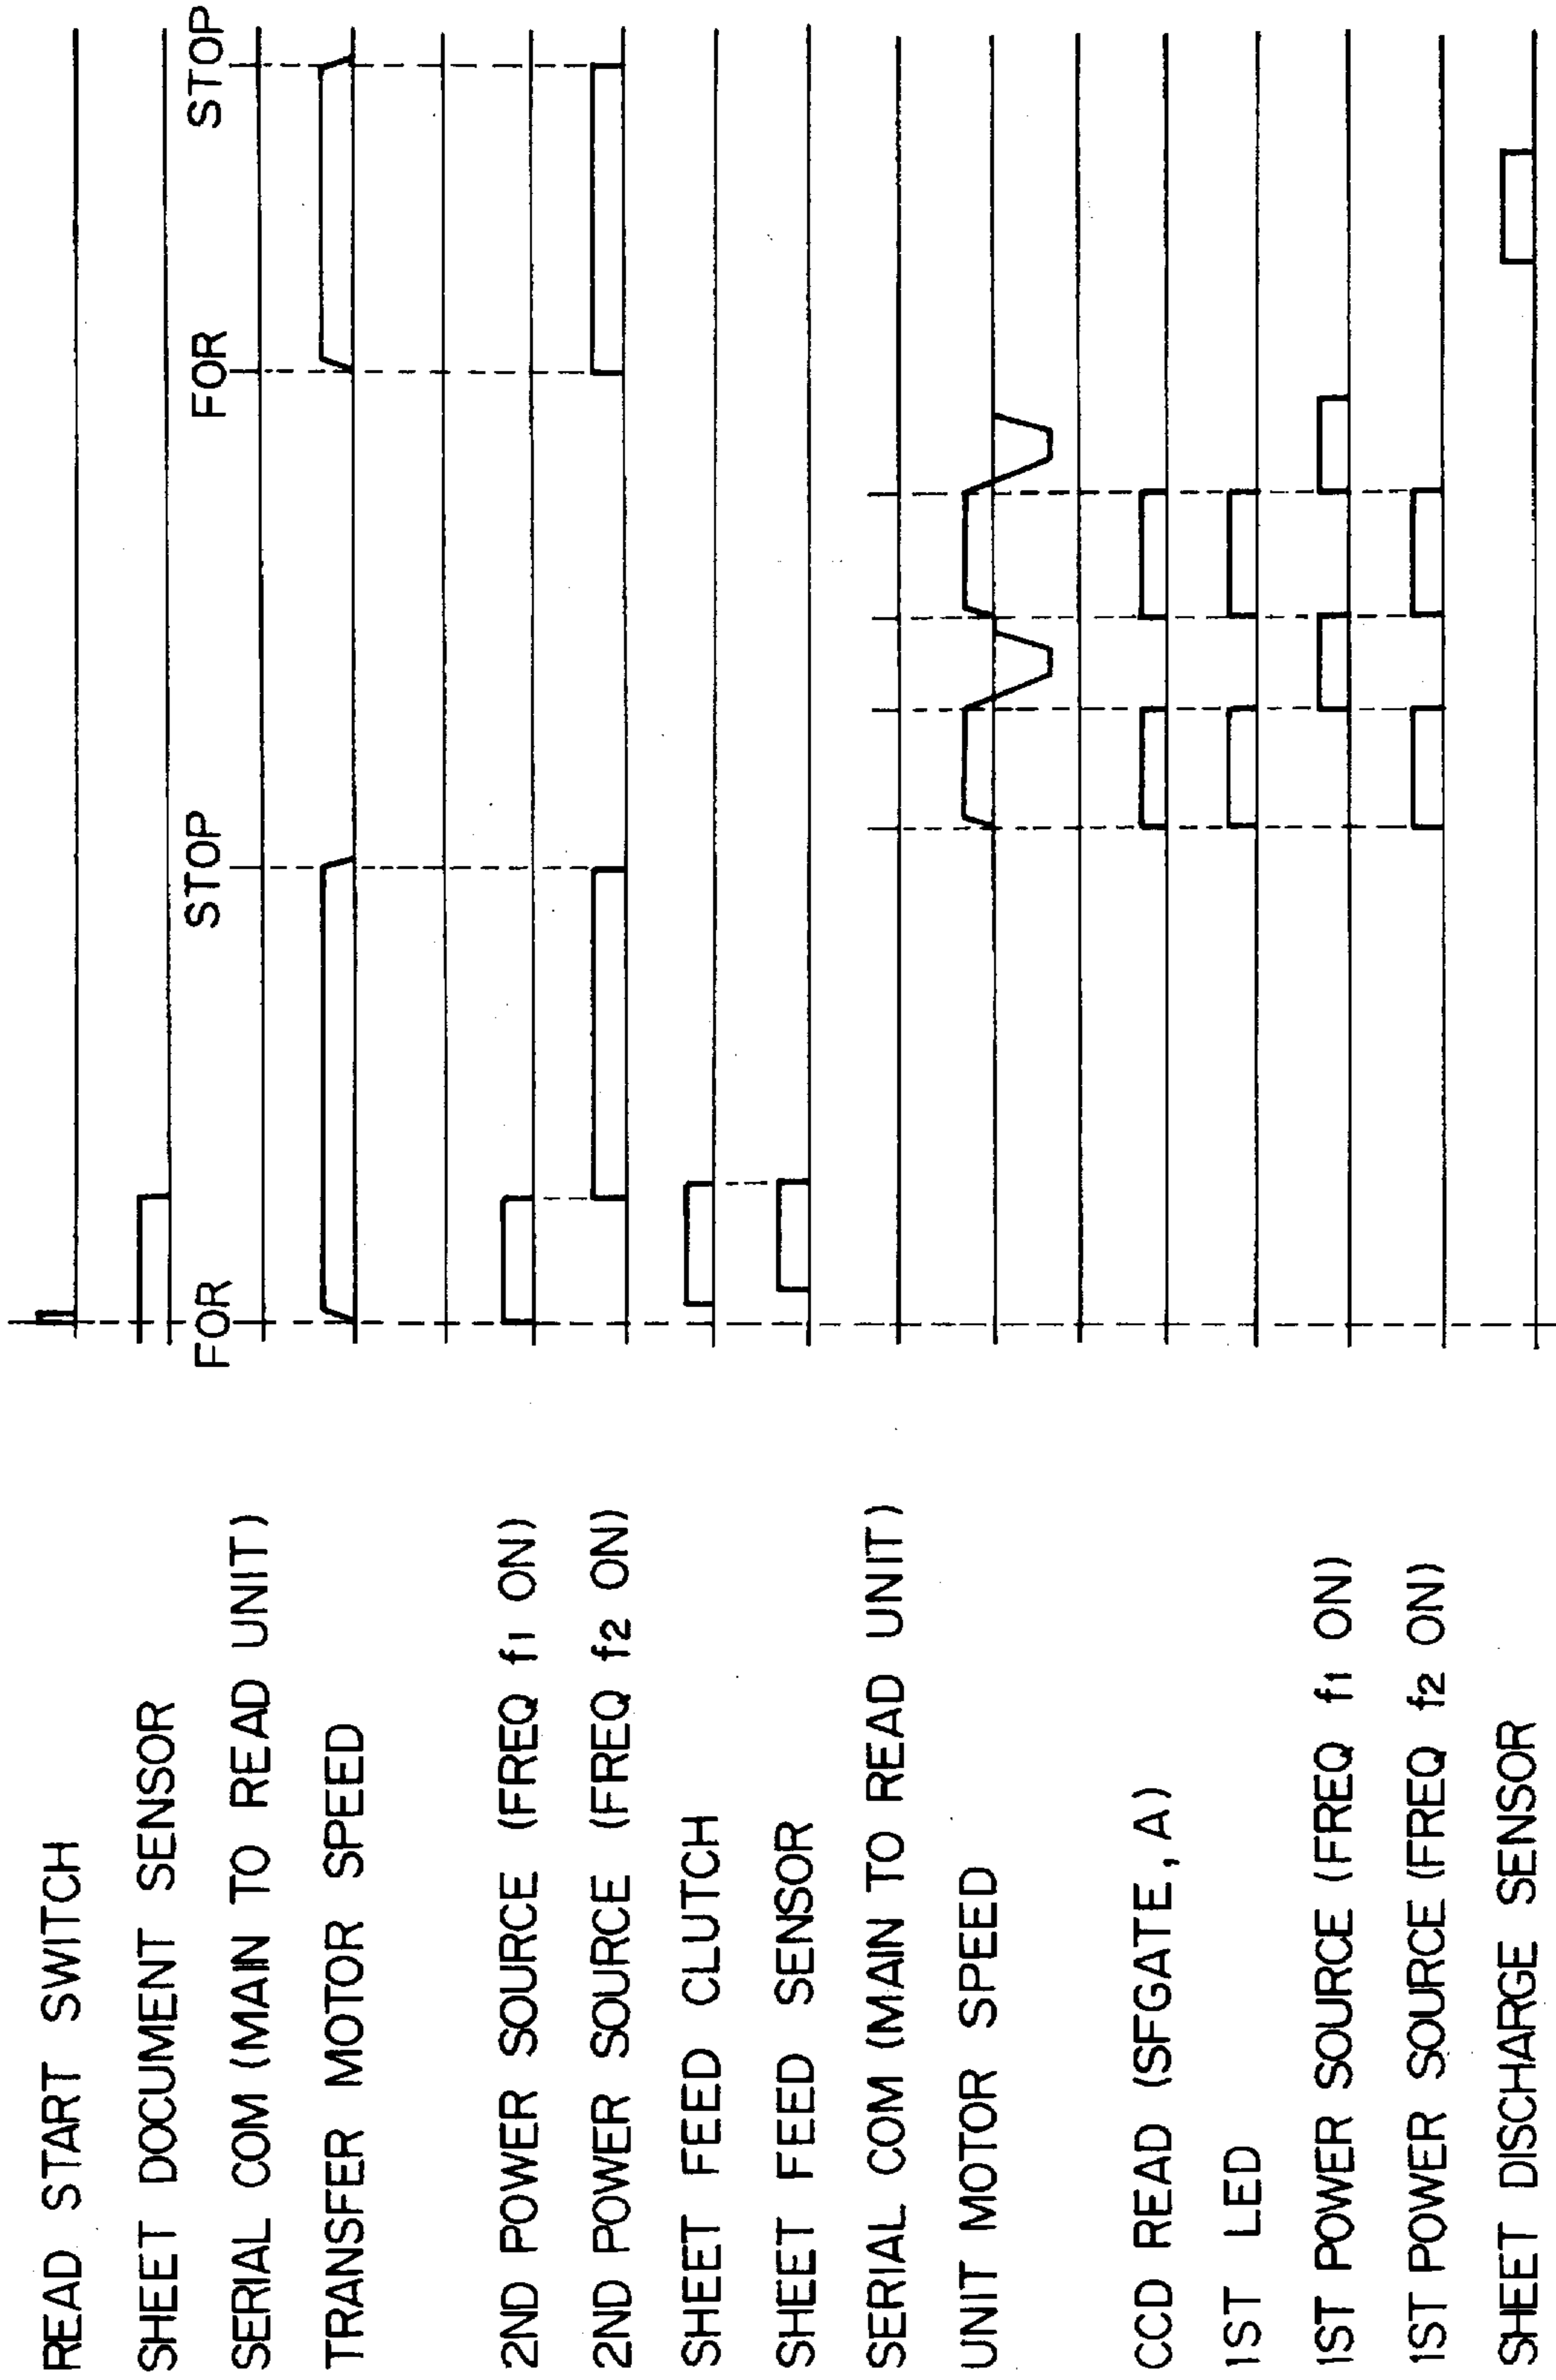 READ START SWITCH
SHEET DOCUMENT SENSOR
SERIAL COM (MAIN TO READ UNIT)
FOR STOP FOR STOP
TRANSFER MOTOR SPEED
2ND POWER SOURCE (FREQ f1 ON)
2ND POWER SOURCE (FREQ f2 ON)
SHEET FEED CLUTCH
SHEET FEED SENSOR
SERIAL COM (MAIN TO READ UNIT)
UNIT MOTOR SPEED
CCD READ (SFGATE, A)
1ST LED
1ST POWER SOURCE (FREQ f1 ON)
1ST POWER SOURCE (FREQ f2 ON)
SHEET DISCHARGE SENSOR